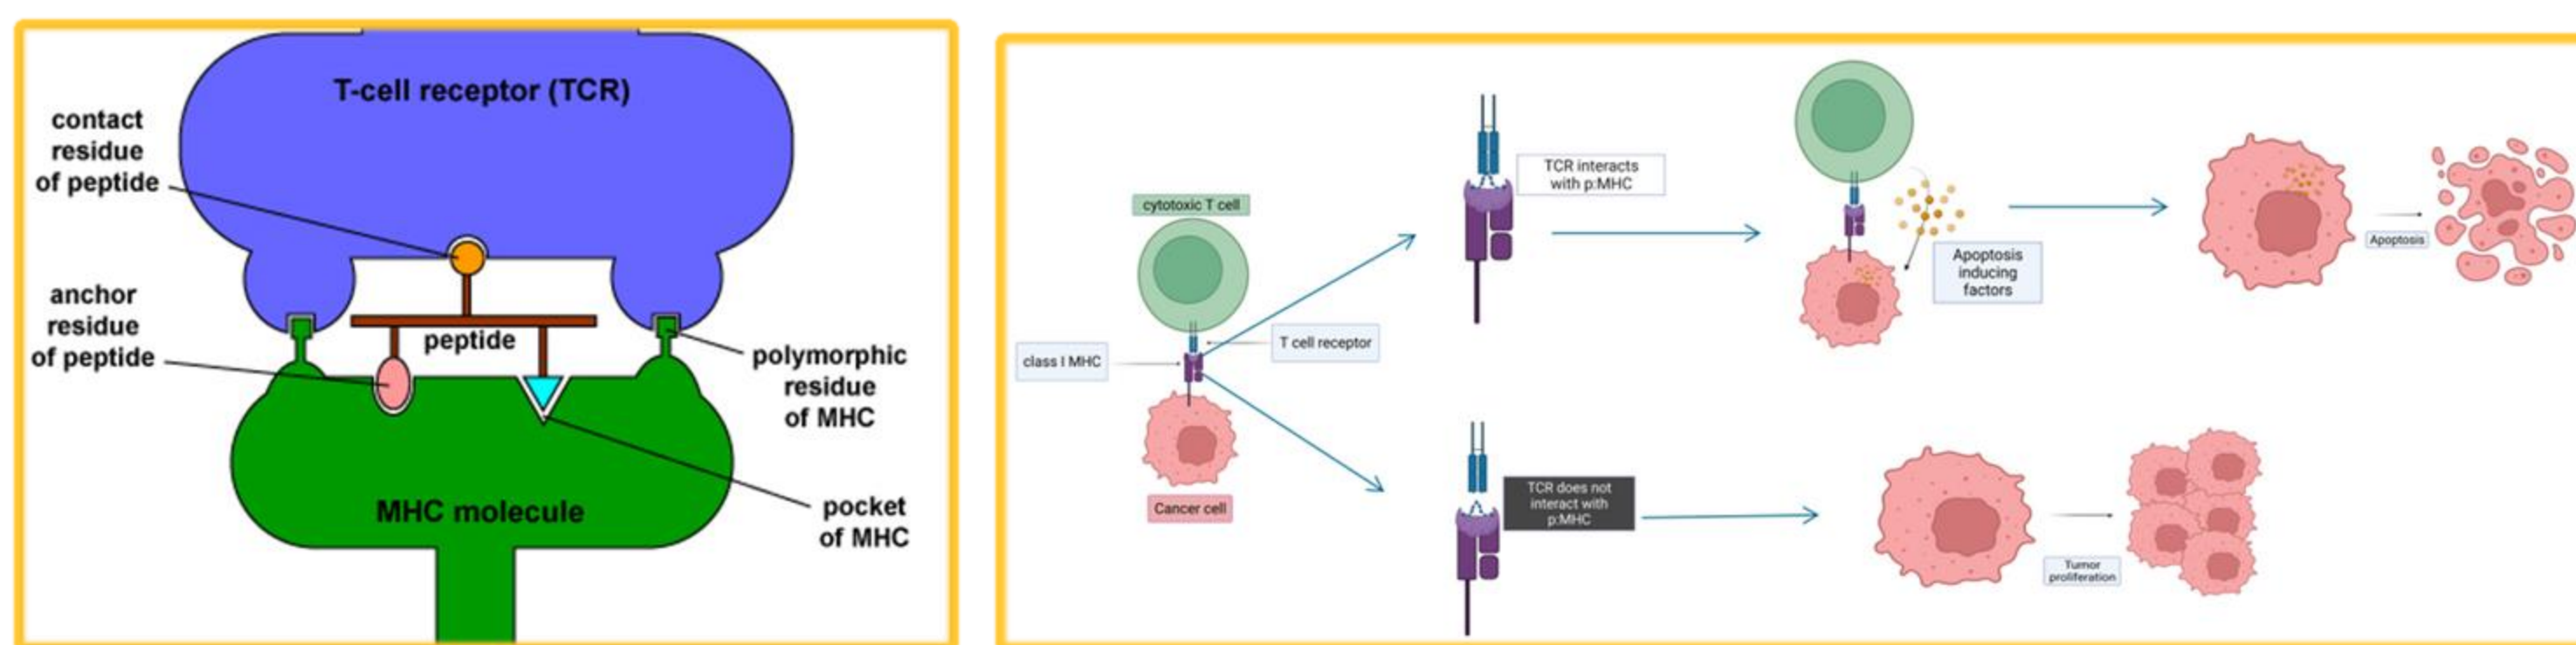 T-cell receptor (TCR)
contact
residue
of peptide
anchor
residue
of peptide
peptide
polymorphic
residue
of MHC
MHC molecule
pocket
of MHC
cytotoxic T cell
class I MHC
T cell receptor
Cancer cell
TCR interacts
with p:MHC
Apoptosis
inducing
factors
Apoptosis
TCR does not
interact with
p:MHC
Tumor
proliferation